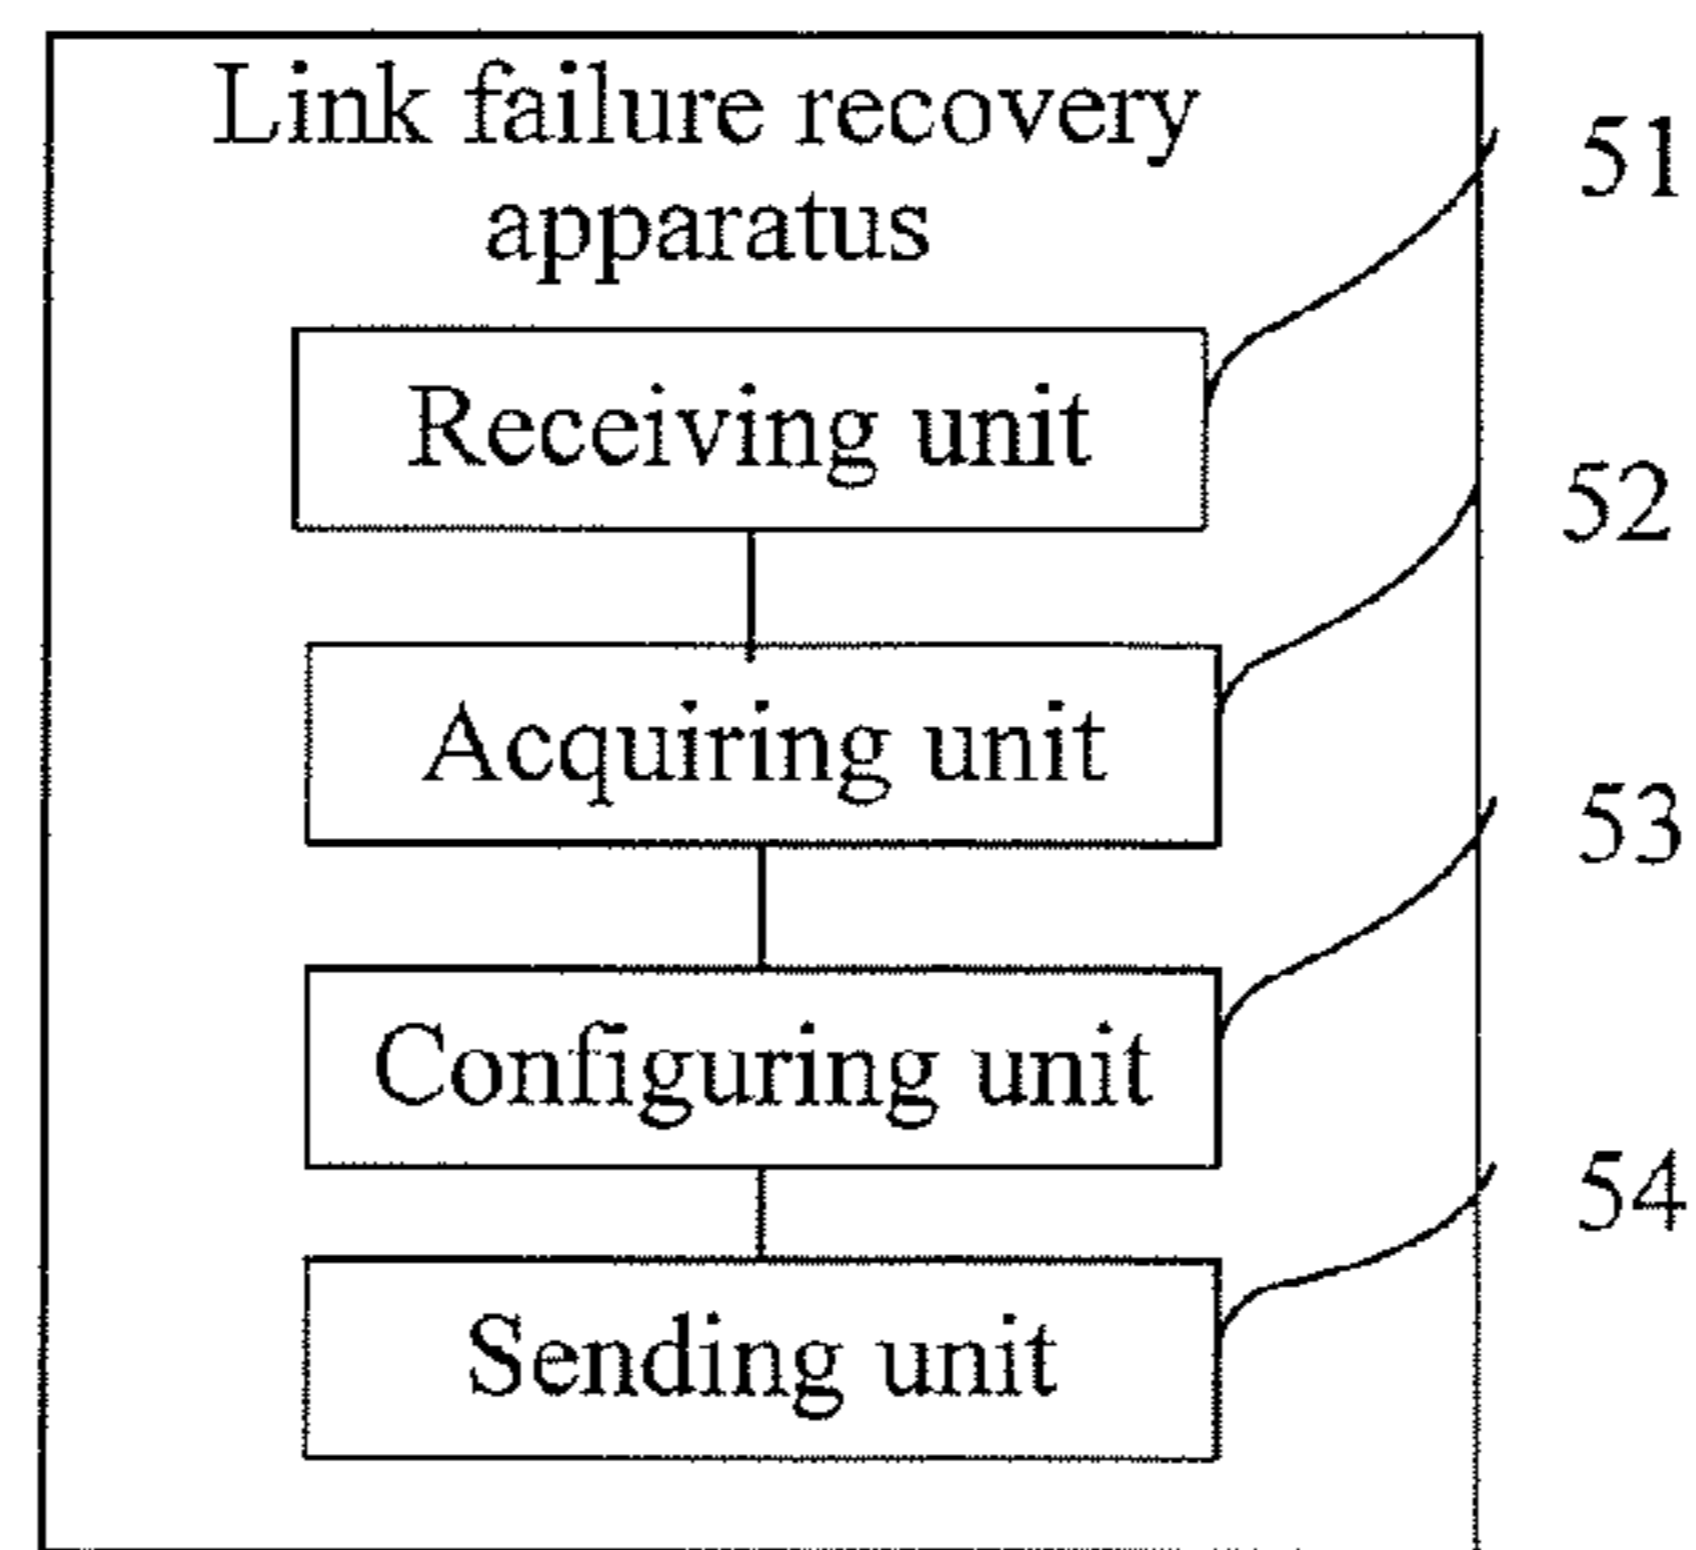 Link failure recovery
apparatus
51
Receiving unit
52
Acquiring unit
53
Configuring unit
54
Sending unit